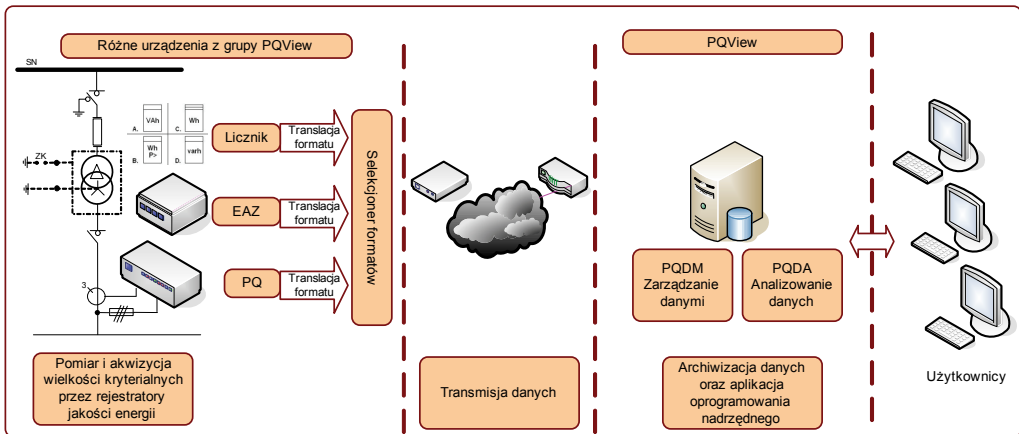 Różne urządzenia z grupy PQView
PQView
SN
A.
VAh
C.
Wh
B.
Wh
P>
D.
varh
ZK
3
Licznik
Translacja
formatu
EAZ
Translacja
formatu
PQ
Translacja
formatu
Selekcjoner formatów
PQDM
Zarządzanie
danymi
PQDA
Analizowanie
danych
Pomiar i akwizycja
wielkości kryterialnych
przez rejestratory
jakości energii
Transmisja danych
Archiwizacja danych
oraz aplikacja
oprogramowania
nadrzędnego
Użytkownicy